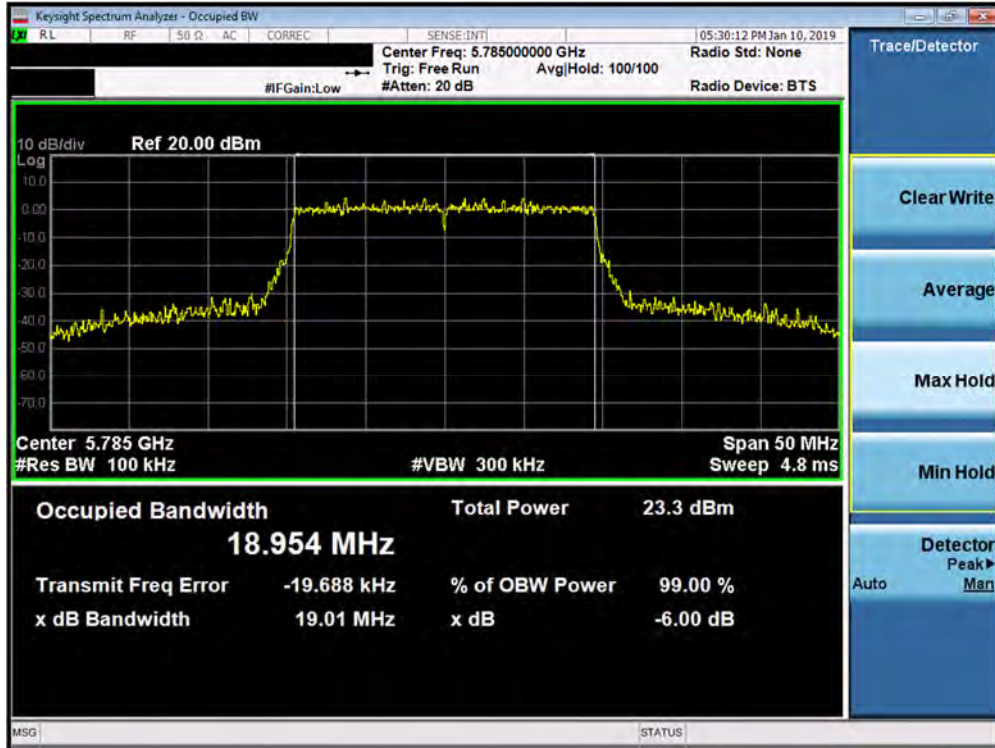 Keysight Spectrum Analyzer - Occupied BW
LXI RL RF 50 Ω AC CORREC SENSE:INT 05:30:12 PM Jan 10, 2019
Center Freq: 5.785000000 GHz Radio Std: None
Trig: Free Run Avg|Hold: 100/100
#IFGain:Low #Atten: 20 dB Radio Device: BTS
Trace/Detector
10 dB/div Ref 20.00 dBm
Log
10.0
0.00
-10.0
-20.0
-30.0
-40.0
-50.0
-60.0
-70.0
Center 5.785 GHz Span 50 MHz
#Res BW 100 kHz #VBW 300 kHz Sweep 4.8 ms
Occupied Bandwidth Total Power 23.3 dBm
18.954 MHz
Transmit Freq Error -19.688 kHz % of OBW Power 99.00 %
x dB Bandwidth 19.01 MHz x dB -6.00 dB
Clear Write
Average
Max Hold
Min Hold
Detector
Peak▶
Auto Man
MSG STATUS